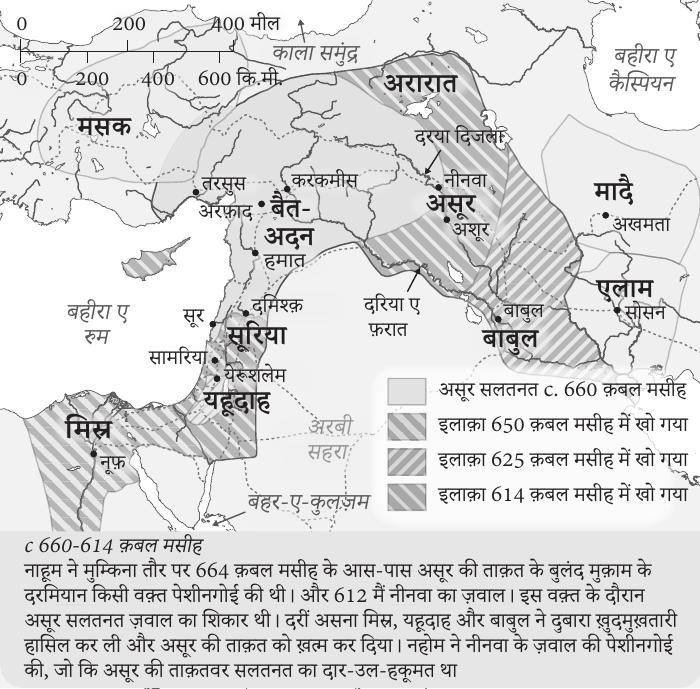 0 200 400 मील
0 200 400 600 कि.मी.
काला समुंद्र
बहीरा ए
कैस्पियन
अरारात
मसक
दरया दिजला
तरसुस
करकमीस
नीनवा
मादै
अरफ़ाद
बैत-
अदन
असूर
अशूर
अखमता
हमात
एलाम
बहीरा ए
रुम
सूर
दमिश्क़
दरिया ए
फ़रात
बाबुल
सोसन
सूरिया
बाबुल
सामरिया
येरूशलेम
यहूदाह
मिस्र
नूफ़
अरबी
सहरा
बहर-ए-कुलज़म
असूर सलतनत c. 660 क़बल मसीह
इलाक़ा 650 क़बल मसीह में खो गया
इलाक़ा 625 क़बल मसीह में खो गया
इलाक़ा 614 क़बल मसीह में खो गया
c 660-614 क़बल मसीह
नाहूम ने मुम्किना तौर पर 664 क़बल मसीह के आस-पास असूर की ताक़त के बुलंद मुक़ाम के
दरमियान किसी वक़्त पेशीनगोई की थी। और 612 में नीनवा का ज़वाल। इस वक़्त के दौरान
असूर सलतनत ज़वाल का शिकार थी। दरीं असना मिस्र, यहूदाह और बाबुल ने दुबारा ख़ुदमुख़तारी
हासिल कर ली और असूर की ताक़त को ख़त्म कर दिया। नहोम ने नीनवा के ज़वाल की पेशीनगोई
की, जो कि असूर की ताक़तवर सलतनत का दार-उल-हकूमत था